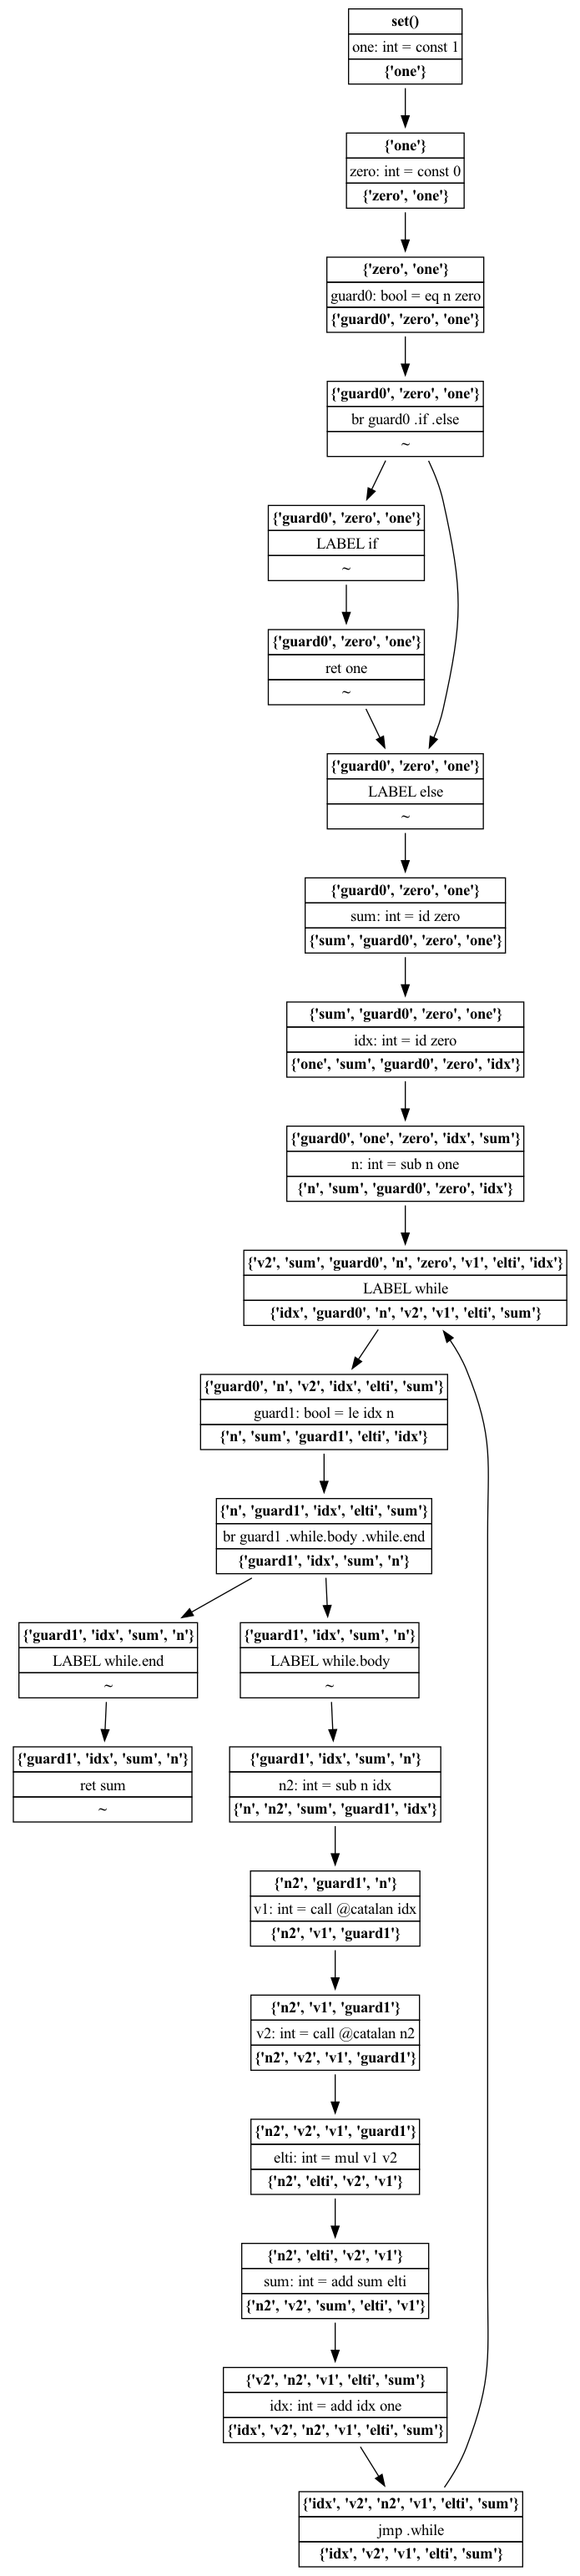 set()
one: int = const 1
{'one'}
{'one'}
zero: int = const 0
{'zero', 'one'}
{'zero', 'one'}
guard0: bool = eq n zero
{'guard0', 'zero', 'one'}
{'guard0', 'zero', 'one'}
br guard0 .if .else
~
{'guard0', 'zero', 'one'}
LABEL if
~
{'guard0', 'zero', 'one'}
ret one
~
{'guard0', 'zero', 'one'}
LABEL else
~
{'guard0', 'zero', 'one'}
sum: int = id zero
{'sum', 'guard0', 'zero', 'one'}
{'sum', 'guard0', 'zero', 'one'}
idx: int = id zero
{'one', 'sum', 'guard0', 'zero', 'idx'}
{'guard0', 'one', 'zero', 'idx', 'sum'}
n: int = sub n one
{'n', 'sum', 'guard0', 'zero', 'idx'}
{'v2', 'sum', 'guard0', 'n', 'zero', 'v1', 'elti', 'idx'}
LABEL while
{'idx', 'guard0', 'n', 'v2', 'v1', 'elti', 'sum'}
{'guard0', 'n', 'v2', 'idx', 'elti', 'sum'}
guard1: bool = le idx n
{'n', 'sum', 'guard1', 'elti', 'idx'}
{'n', 'guard1', 'idx', 'elti', 'sum'}
br guard1 .while.body .while.end
{'guard1', 'idx', 'sum', 'n'}
{'guard1', 'idx', 'sum', 'n'}
LABEL while.end
~
{'guard1', 'idx', 'sum', 'n'}
LABEL while.body
~
{'guard1', 'idx', 'sum', 'n'}
ret sum
~
{'guard1', 'idx', 'sum', 'n'}
n2: int = sub n idx
{'n', 'n2', 'sum', 'guard1', 'idx'}
{'n2', 'guard1', 'n'}
v1: int = call @catalan idx
{'n2', 'v1', 'guard1'}
{'n2', 'v1', 'guard1'}
v2: int = call @catalan n2
{'n2', 'v2', 'v1', 'guard1'}
{'n2', 'v2', 'v1', 'guard1'}
elti: int = mul v1 v2
{'n2', 'elti', 'v2', 'v1'}
{'n2', 'elti', 'v2', 'v1'}
sum: int = add sum elti
{'n2', 'v2', 'sum', 'elti', 'v1'}
{'v2', 'n2', 'v1', 'elti', 'sum'}
idx: int = add idx one
{'idx', 'v2', 'n2', 'v1', 'elti', 'sum'}
{'idx', 'v2', 'n2', 'v1', 'elti', 'sum'}
jmp .while
{'idx', 'v2', 'v1', 'elti', 'sum'}